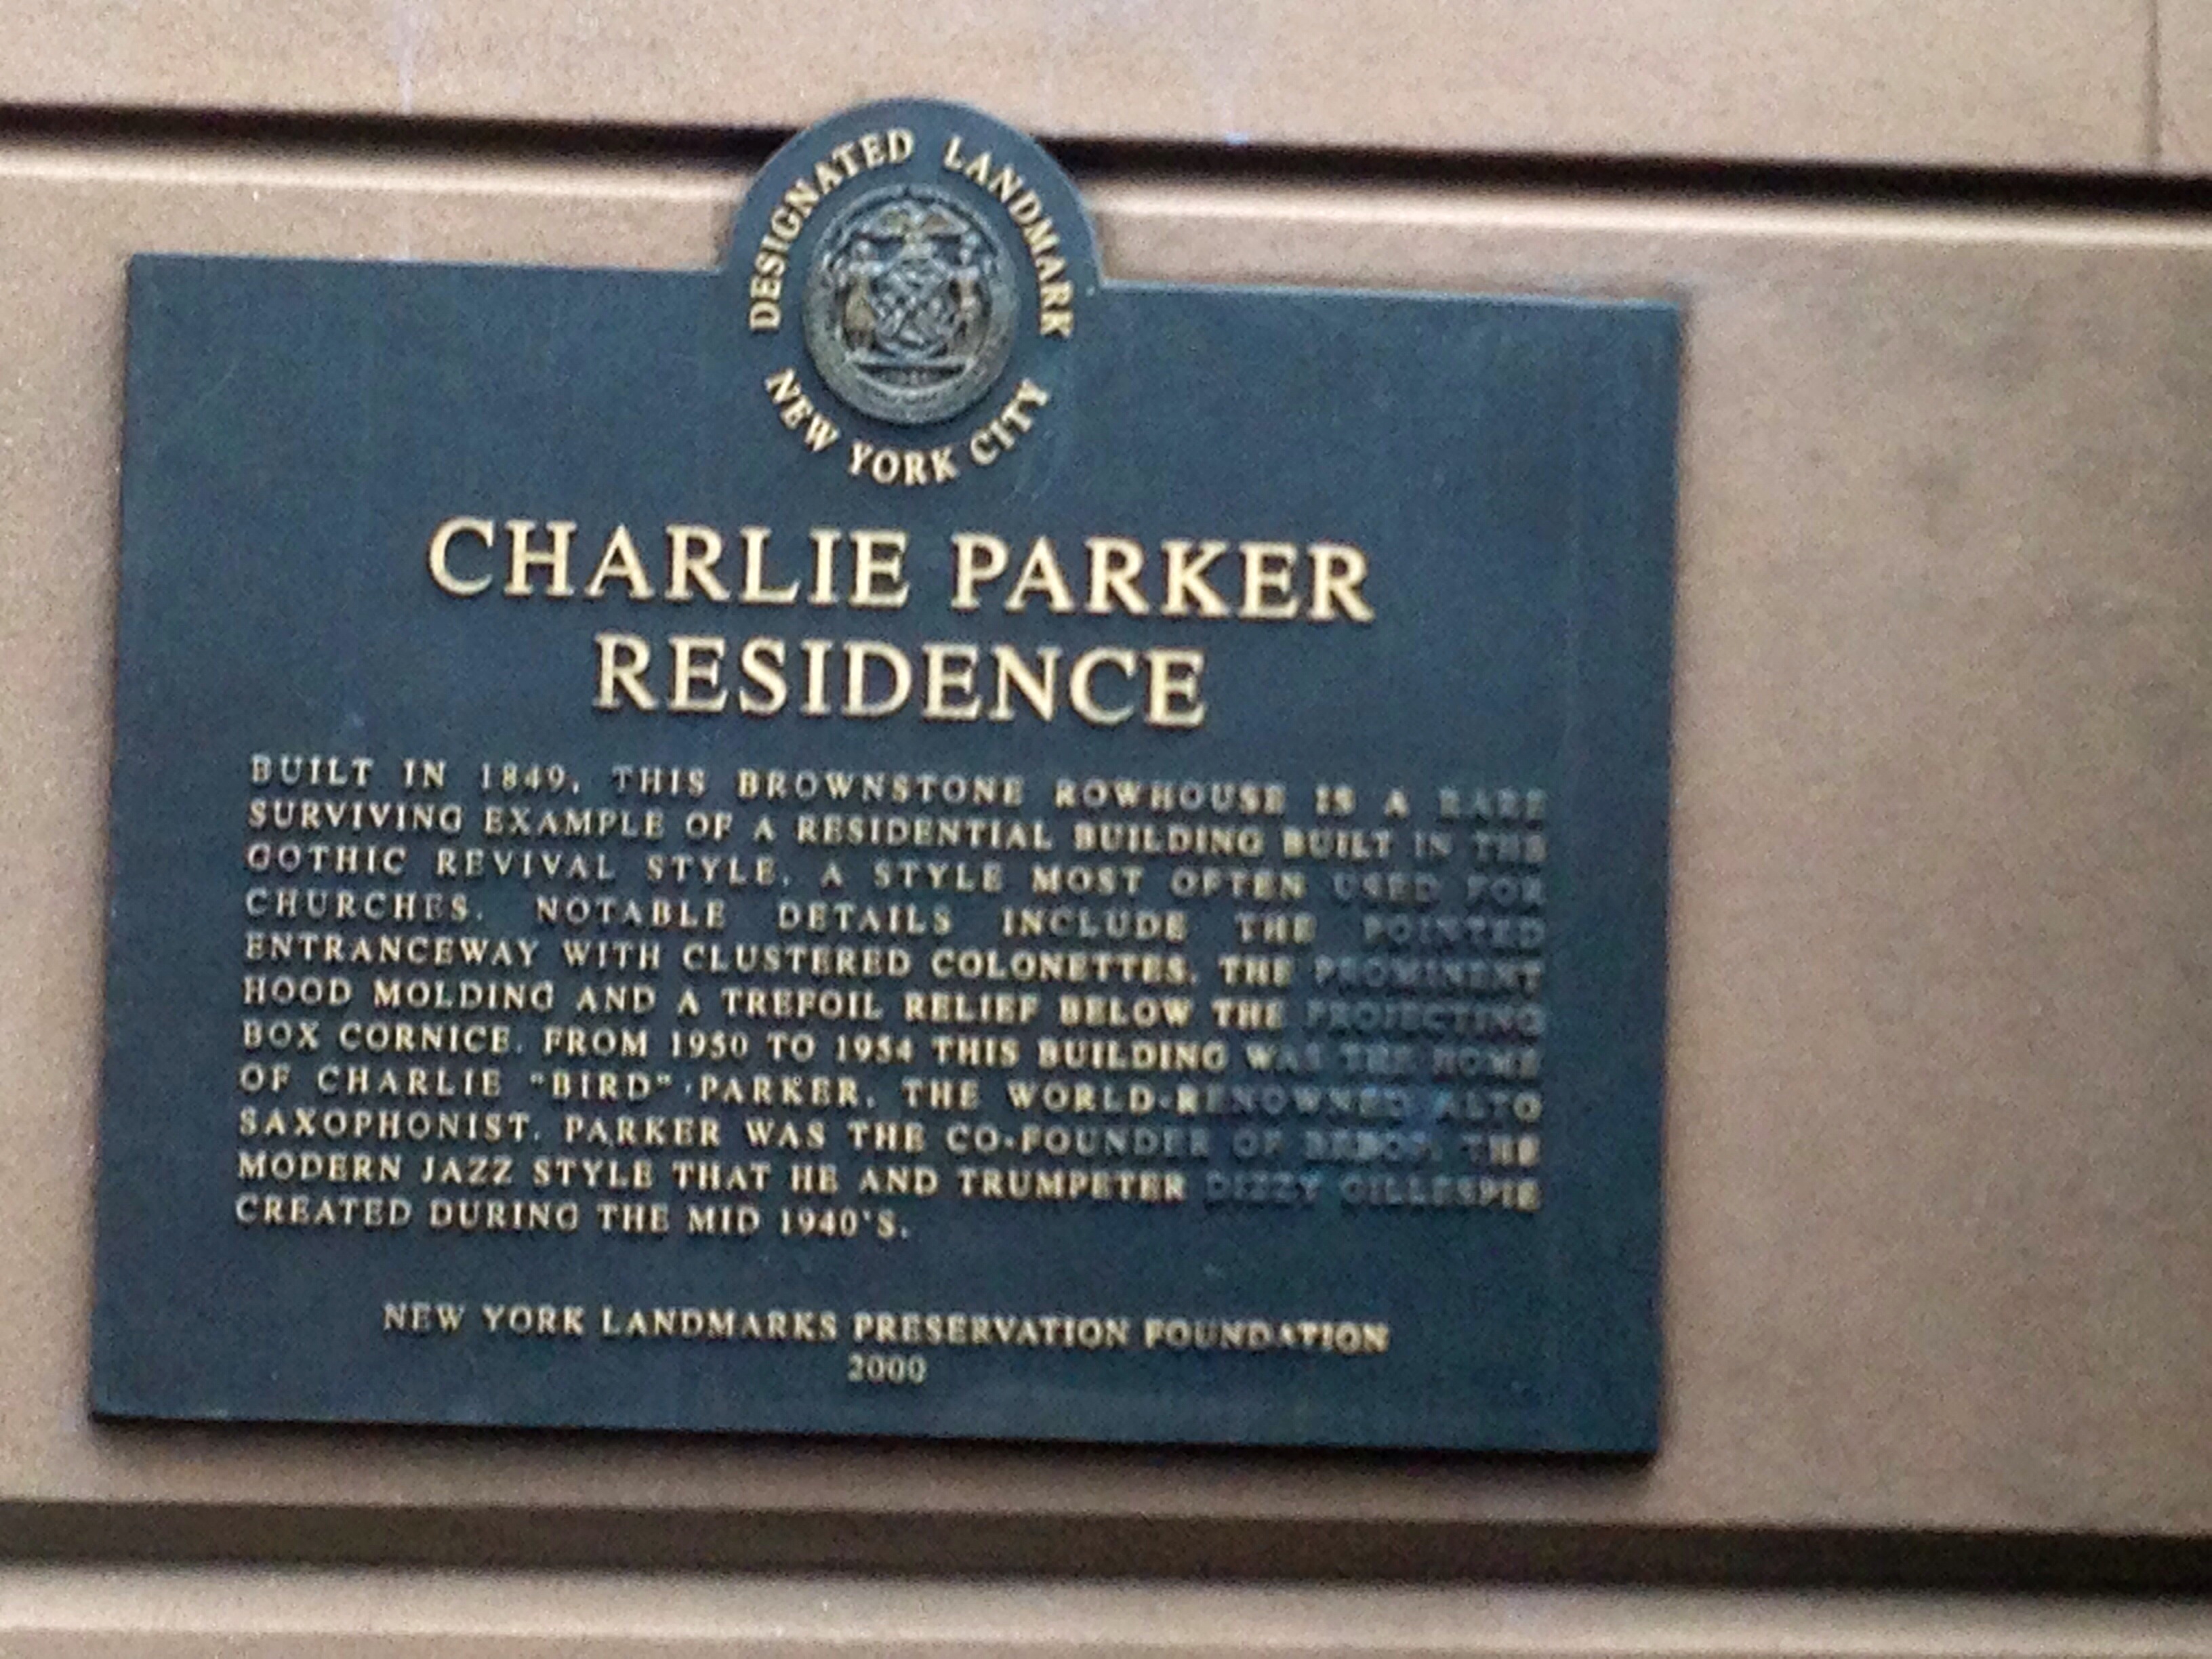 DESIGNATED LANDMARK
NEW YORK CITY
CHARLIE PARKER
RESIDENCE
BUILT IN 1849, THIS BROWNSTONE ROWHOUSE IS A RARE
SURVIVING EXAMPLE OF A RESIDENTIAL BUILDING BUILT IN THE
GOTHIC REVIVAL STYLE, A STYLE MOST OFTEN USED FOR
CHURCHES. NOTABLE DETAILS INCLUDE THE POINTED
ENTRANCEWAY WITH CLUSTERED COLONETTES, THE PROMINENT
HOOD MOLDING AND A TREFOIL RELIEF BELOW THE PROJECTING
BOX CORNICE. FROM 1950 TO 1954 THIS BUILDING WAS THE HOME
OF CHARLIE "BIRD" PARKER, THE WORLD-RENOWNED ALTO
SAXOPHONIST. PARKER WAS THE CO-FOUNDER OF BEBOP, THE
MODERN JAZZ STYLE THAT HE AND TRUMPETER DIZZY GILLESPIE
CREATED DURING THE MID 1940'S.
NEW YORK LANDMARKS PRESERVATION FOUNDATION
2000